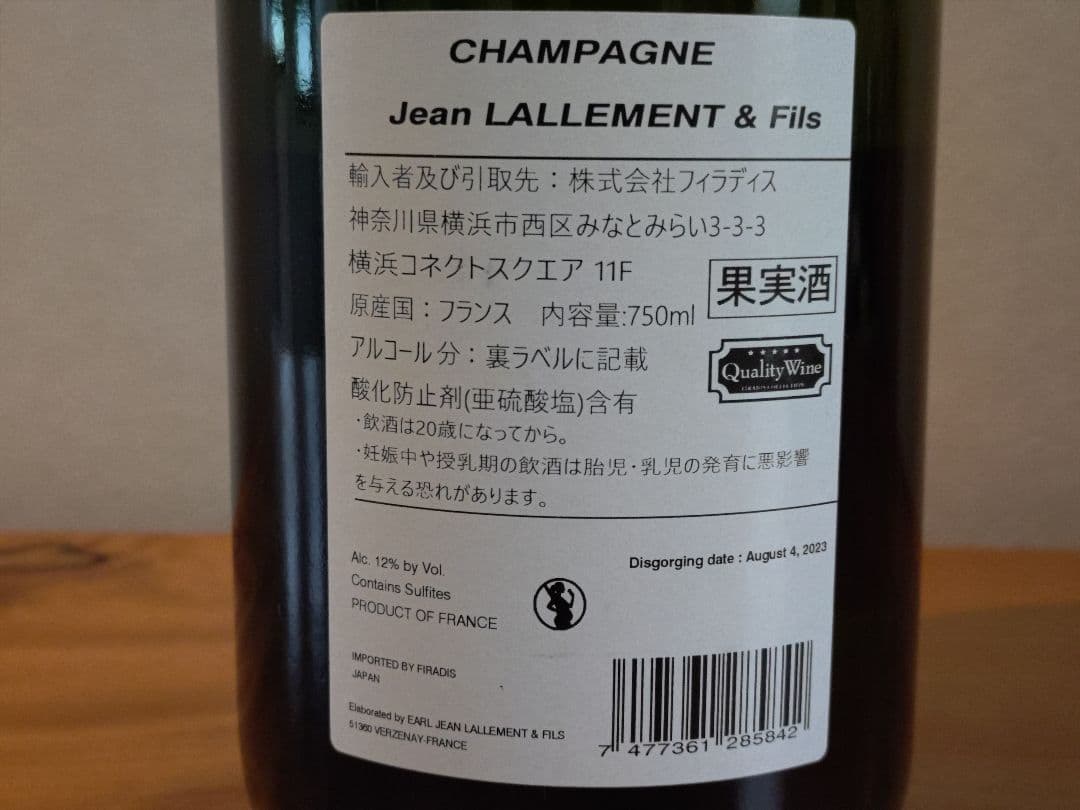 CHAMPAGNE
Jean LALLEMENT & Fils
輸入者及び引取先：株式会社フィラディス
神奈川県横浜市西区みなとみらい3-3-3
横浜コネクトスクエア 11F
原産国：フランス 内容量:750ml
果実酒
アルコール分：裏ラベルに記載
Quality Wine
酸化防止剤(亜硫酸塩)含有
・飲酒は20歳になってから。
・妊娠中や授乳期の飲酒は胎児・乳児の発育に悪影響
を与える恐れがあります。
Alc. 12% by Vol.
Disgorging date : August 4, 2023
Contains Sulfites
PRODUCT OF FRANCE
IMPORTED BY FIRADIS
JAPAN
Elaborated by EARL JEAN LALLEMENT & FILS
51360 VERZENAY-FRANCE
7 477361 285842